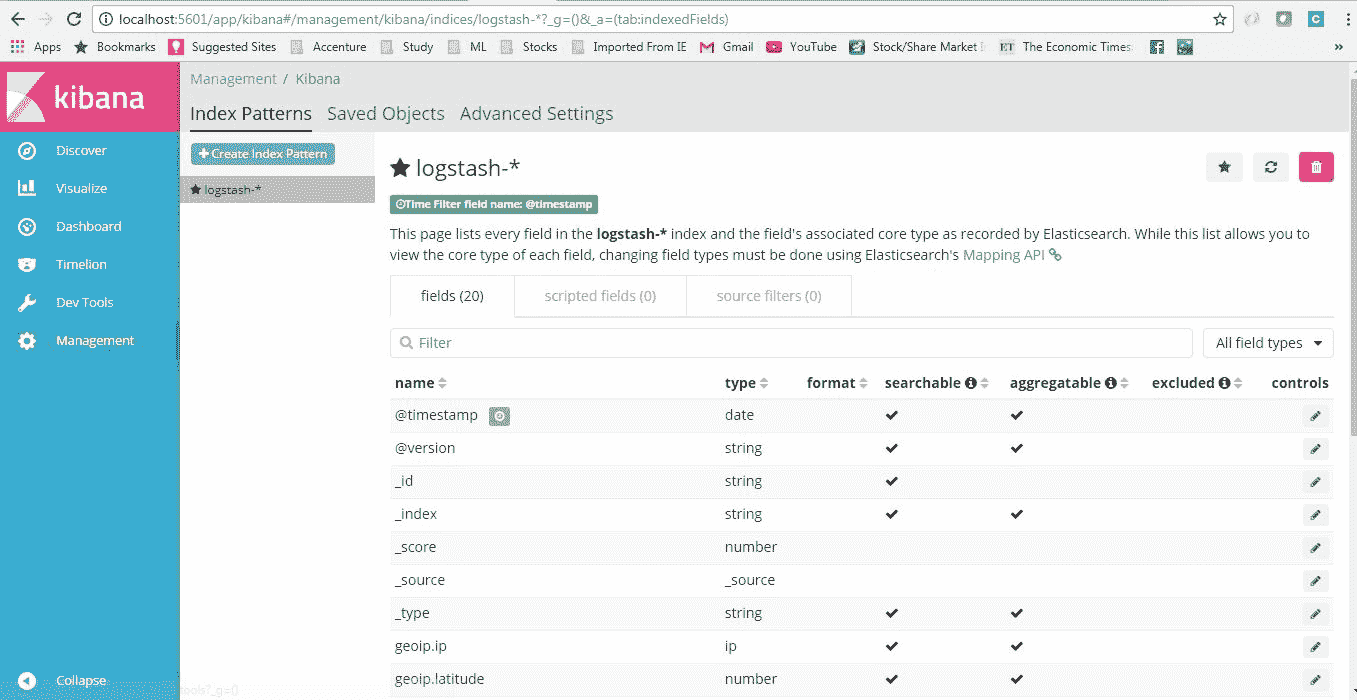 localhost:5601/app/kibana#/management/kibana/indices/logstash-*?_g=()&_a=(tab:indexedFields)
Apps Bookmarks Suggested Sites Accenture Study ML Stocks Imported From IE Gmail YouTube Stock/Share Market The Economic Times
kibana
Discover
Visualize
Dashboard
Timelion
Dev Tools
Management
Collapse
Management / Kibana
Index Patterns Saved Objects Advanced Settings
Create Index Pattern
logstash-*
logstash-*
Time Filter field name: @timestamp
This page lists every field in the logstash-* index and the field's associated core type as recorded by Elasticsearch. While this list allows you to
view the core type of each field, changing field types must be done using Elasticsearch's Mapping API
fields (20) scripted fields (0) source filters (0)
Filter All field types
name type format searchable aggregatable excluded controls
@timestamp date
@version string
_id string
_index string
_score number
_source _source
_type string
geoip.ip ip
geoip.latitude number